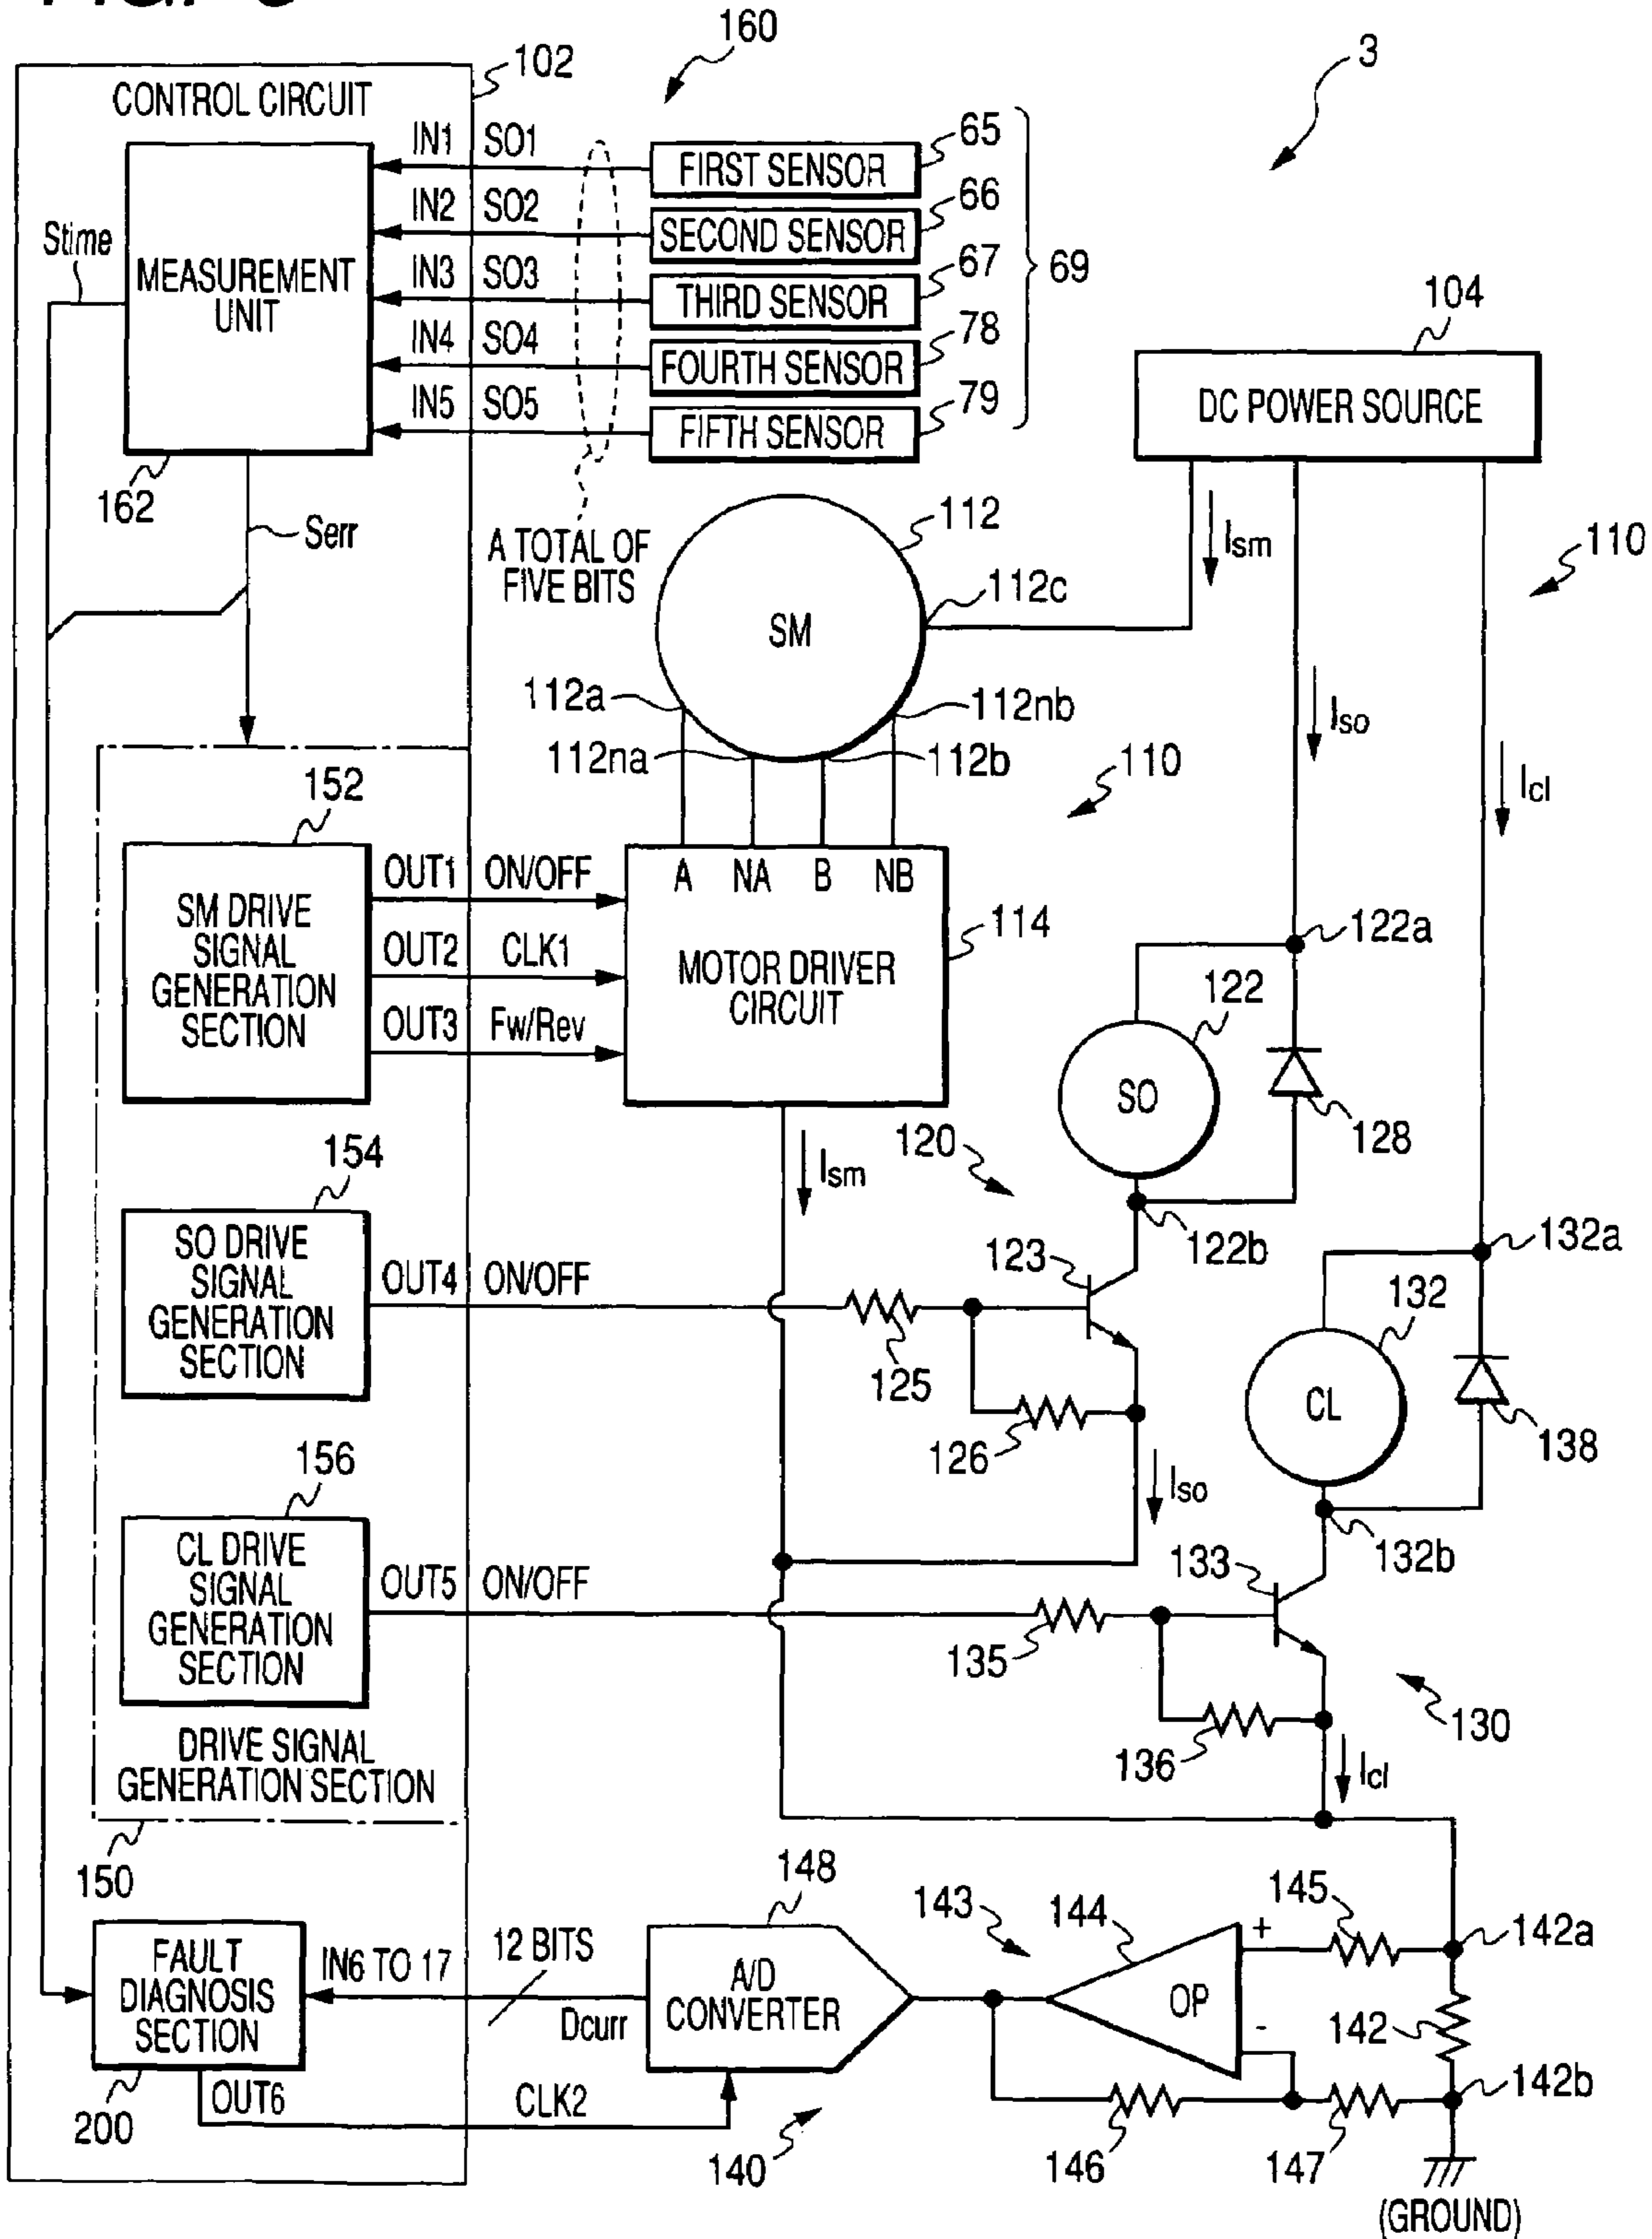 160
3
102
CONTROL CIRCUIT
IN1 SO1
FIRST SENSOR
65
IN2 SO2
SECOND SENSOR
66
Stime
MEASUREMENT
UNIT
IN3 SO3
THIRD SENSOR
67
69
IN4 SO4
FOURTH SENSOR
78
IN5 SO5
FIFTH SENSOR
79
104
DC POWER SOURCE
162
Serr
A TOTAL OF
FIVE BITS
112
SM
112c
Ism
110
112a
112na
112b
112nb
Iso
Icl
110
152
SM DRIVE
SIGNAL
GENERATION
SECTION
OUT1 ON/OFF
OUT2 CLK1
OUT3 Fw/Rev
A NA B NB
MOTOR DRIVER
CIRCUIT
114
122a
122
SO
128
Ism
120
122b
154
SO DRIVE
SIGNAL
GENERATION
SECTION
OUT4 ON/OFF
123
125
126
Iso
132a
132
CL
138
132b
156
CL DRIVE
SIGNAL
GENERATION
SECTION
OUT5 ON/OFF
133
135
136
130
Icl
DRIVE SIGNAL
GENERATION SECTION
150
FAULT
DIAGNOSIS
SECTION
200
IN6 TO 17
12 BITS
Dcurr
148
A/D
CONVERTER
OUT6
CLK2
140
143
144
OP
+
-
145
142a
142
142b
146
147
(GROUND)